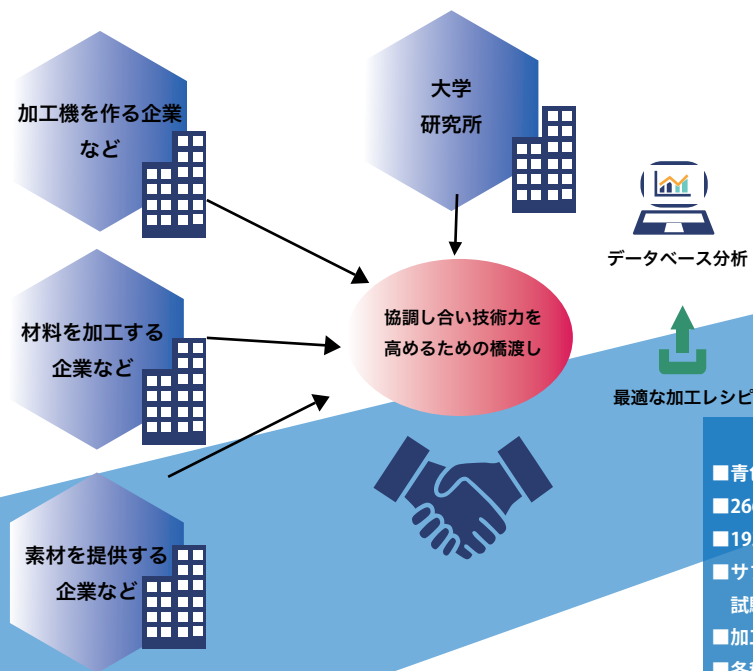 加工機を作る企業
など
大学
研究所
データベース分析
材料を加工する
企業など
協調し合い技術力を
高めるための橋渡し
最適な加工レシピ
素材を提供する
企業など
■青
■26
■19
■サ
試
■加
■各